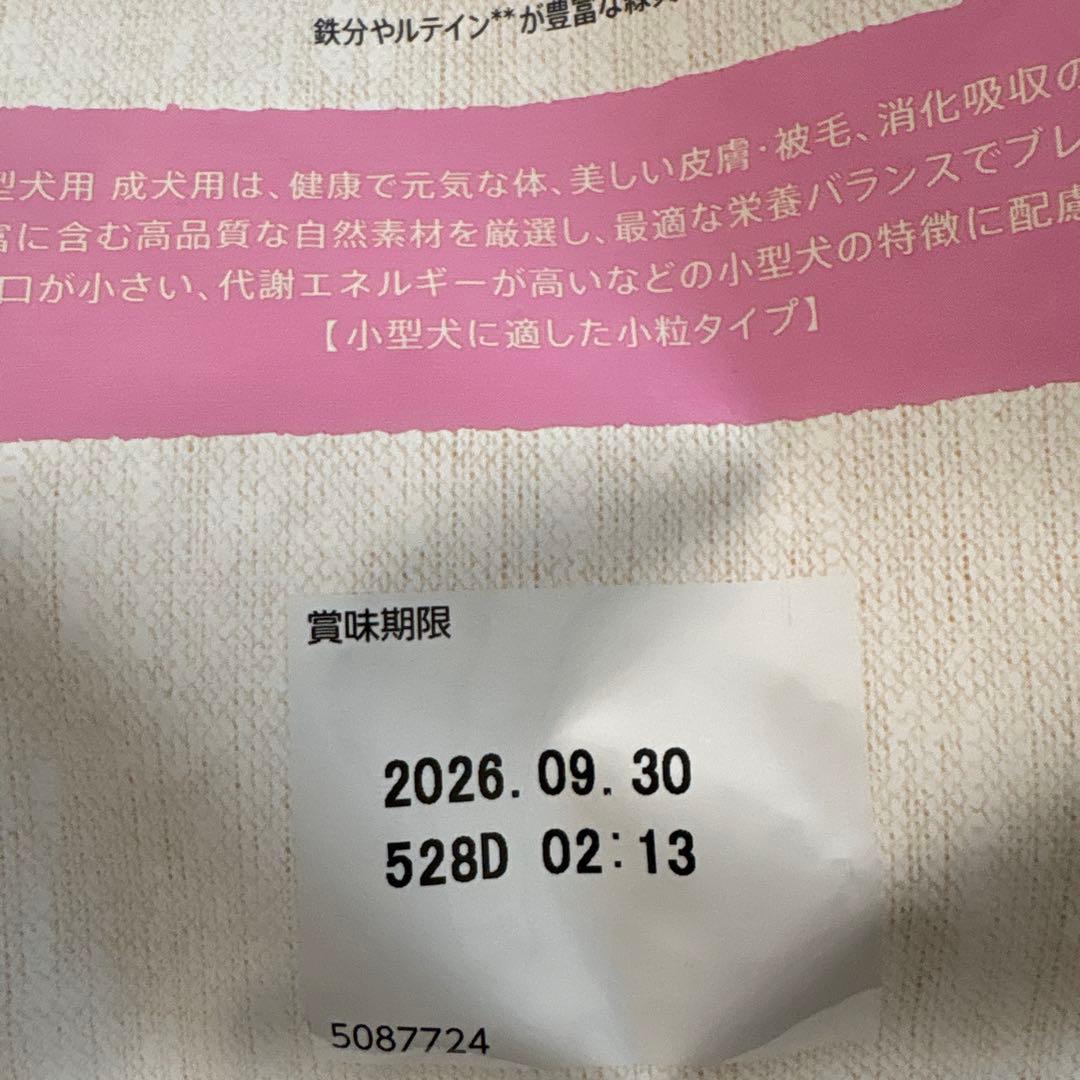 鉄分やルテイン**が豊富な緑
型犬用 成犬用は、健康で元気な体、美しい皮膚・被毛、消化吸収の
富に含む高品質な自然素材を厳選し、最適な栄養バランスでブレ
口が小さい、代謝エネルギーが高いなどの小型犬の特徴に配慮
【小型犬に適した小粒タイプ】
賞味期限
2026.09.30
528D 02:13
5087724